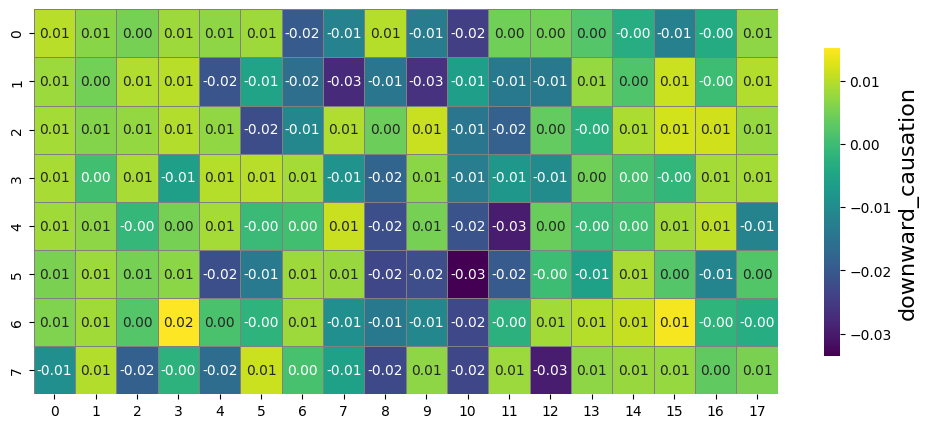 0 0.01 0.01 0.00 0.01 0.01 0.01 -0.02 -0.01 0.01 -0.01 -0.02 0.00 0.00 0.00 -0.00 -0.01 -0.00 0.01
1 0.01 0.00 0.01 0.01 -0.02 -0.01 -0.02 -0.03 -0.01 -0.03 -0.01 -0.01 -0.01 0.01 0.00 0.01 -0.00 0.01
2 0.01 0.01 0.01 0.01 0.01 -0.02 -0.01 0.01 0.00 0.01 -0.01 -0.02 0.00 -0.00 0.01 0.01 0.01 0.01
3 0.01 0.00 0.01 -0.01 0.01 0.01 0.01 -0.01 -0.02 0.01 -0.01 -0.01 -0.01 0.00 0.00 -0.00 0.01 0.01
4 0.01 0.01 -0.00 0.00 0.01 -0.00 0.00 0.01 -0.02 0.01 -0.02 -0.03 0.00 -0.00 0.00 0.01 0.01 -0.01
5 0.01 0.01 0.01 0.01 -0.02 -0.01 0.01 0.01 -0.02 -0.02 -0.03 -0.02 -0.00 -0.01 0.01 0.00 -0.01 0.00
6 0.01 0.01 0.00 0.02 0.00 -0.00 0.01 -0.01 -0.01 -0.01 -0.02 -0.00 0.01 0.01 0.01 0.01 -0.00 -0.00
7 -0.01 0.01 -0.02 -0.00 -0.02 0.01 0.00 -0.01 -0.02 0.01 -0.02 0.01 -0.03 0.01 0.01 0.01 0.00 0.01
0 1 2 3 4 5 6 7 8 9 10 11 12 13 14 15 16 17
0.01
0.00
−0.01
−0.02
−0.03
downward_causation